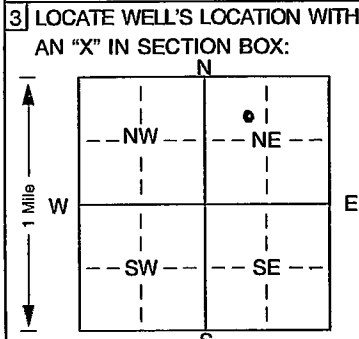 3 LOCATE WELL'S LOCATION WITH
AN "X" IN SECTION BOX:
N
NW NE
1 Mile
W E
SW SE
S